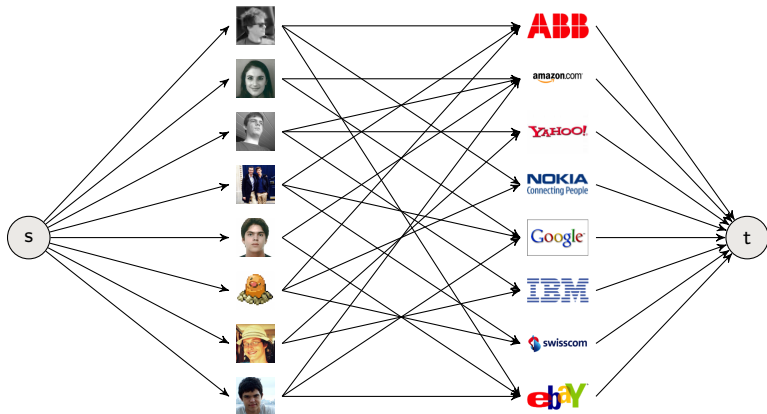 s
ABB
amazon.com
YAHOO!
NOKIA
Connecting People
Google
IBM
swisscom
ebaY
t